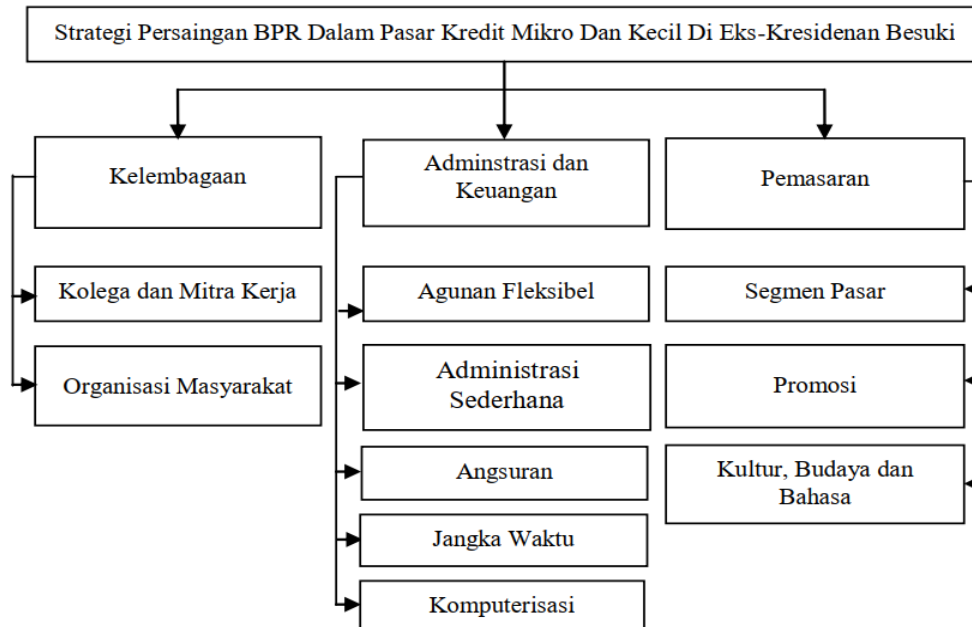 Strategi Persaingan BPR Dalam Pasar Kredit Mikro Dan Kecil Di Eks-Kresidenan Besuki
Kelembagaan
Adminstrasi dan
Keuangan
Pemasaran
Kolega dan Mitra Kerja
Agunan Fleksibel
Segmen Pasar
Organisasi Masyarakat
Administrasi
Sederhana
Promosi
Angsuran
Kultur, Budaya dan
Bahasa
Jangka Waktu
Komputerisasi